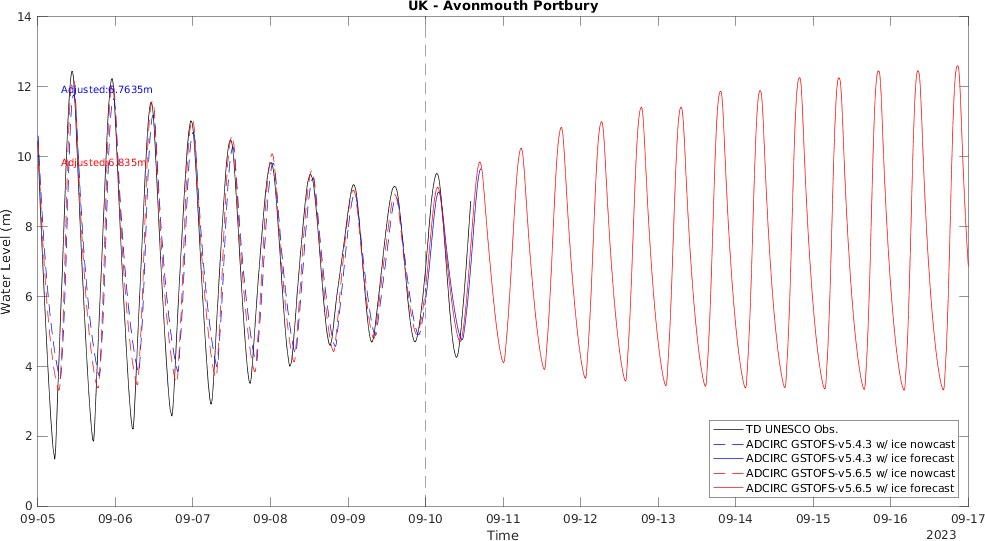 UK - Avonmouth Portbury
14
12
10
8
6
4
2
0
Water Level (m)
Adjusted:6.7635m
Adjusted:6.835m
TD UNESCO Obs.
ADCIRC GSTOFS-v5.4.3 w/ ice nowcast
ADCIRC GSTOFS-v5.4.3 w/ ice forecast
ADCIRC GSTOFS-v5.6.5 w/ ice nowcast
ADCIRC GSTOFS-v5.6.5 w/ ice forecast
09-05 09-06 09-07 09-08 09-09 09-10 09-11 09-12 09-13 09-14 09-15 09-16 09-17
Time
2023